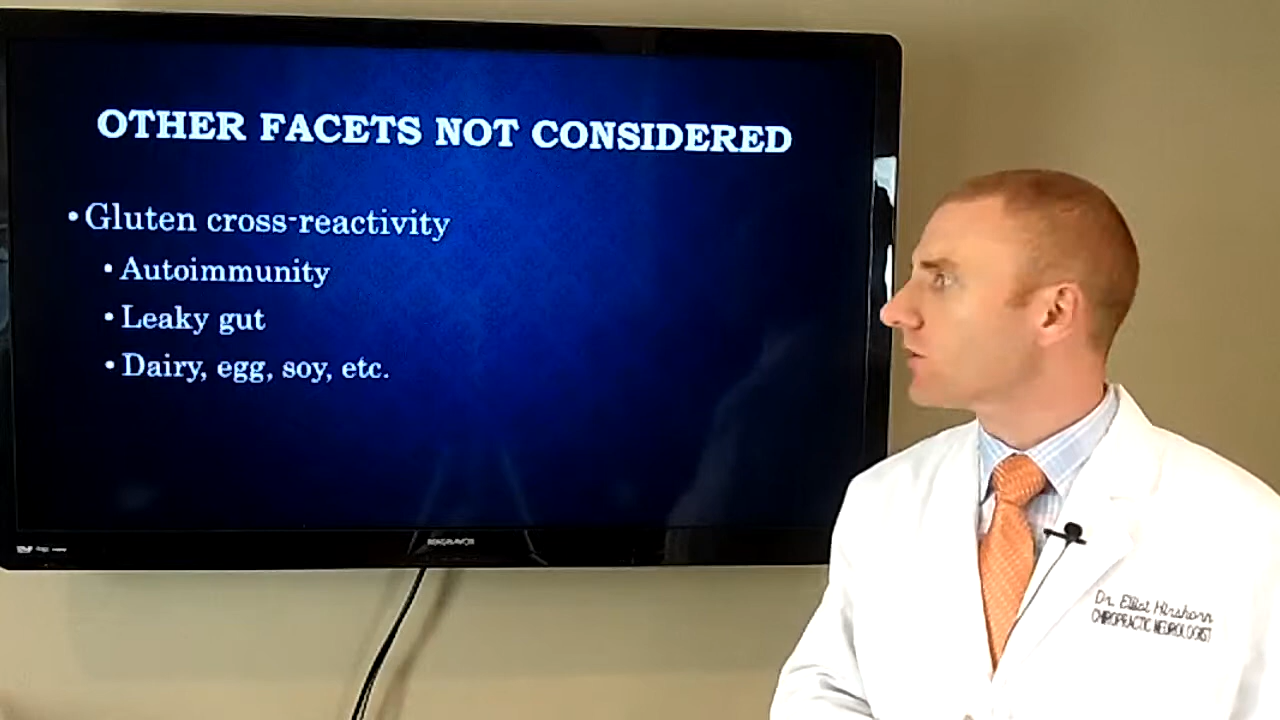 OTHER FACETS NOT CONSIDERED
• Gluten cross-reactivity
• Autoimmunity
• Leaky gut
• Dairy, egg, soy, etc.
Dr. Elliot Hirshorn
CHIROPRACTIC NEUROLOGIST